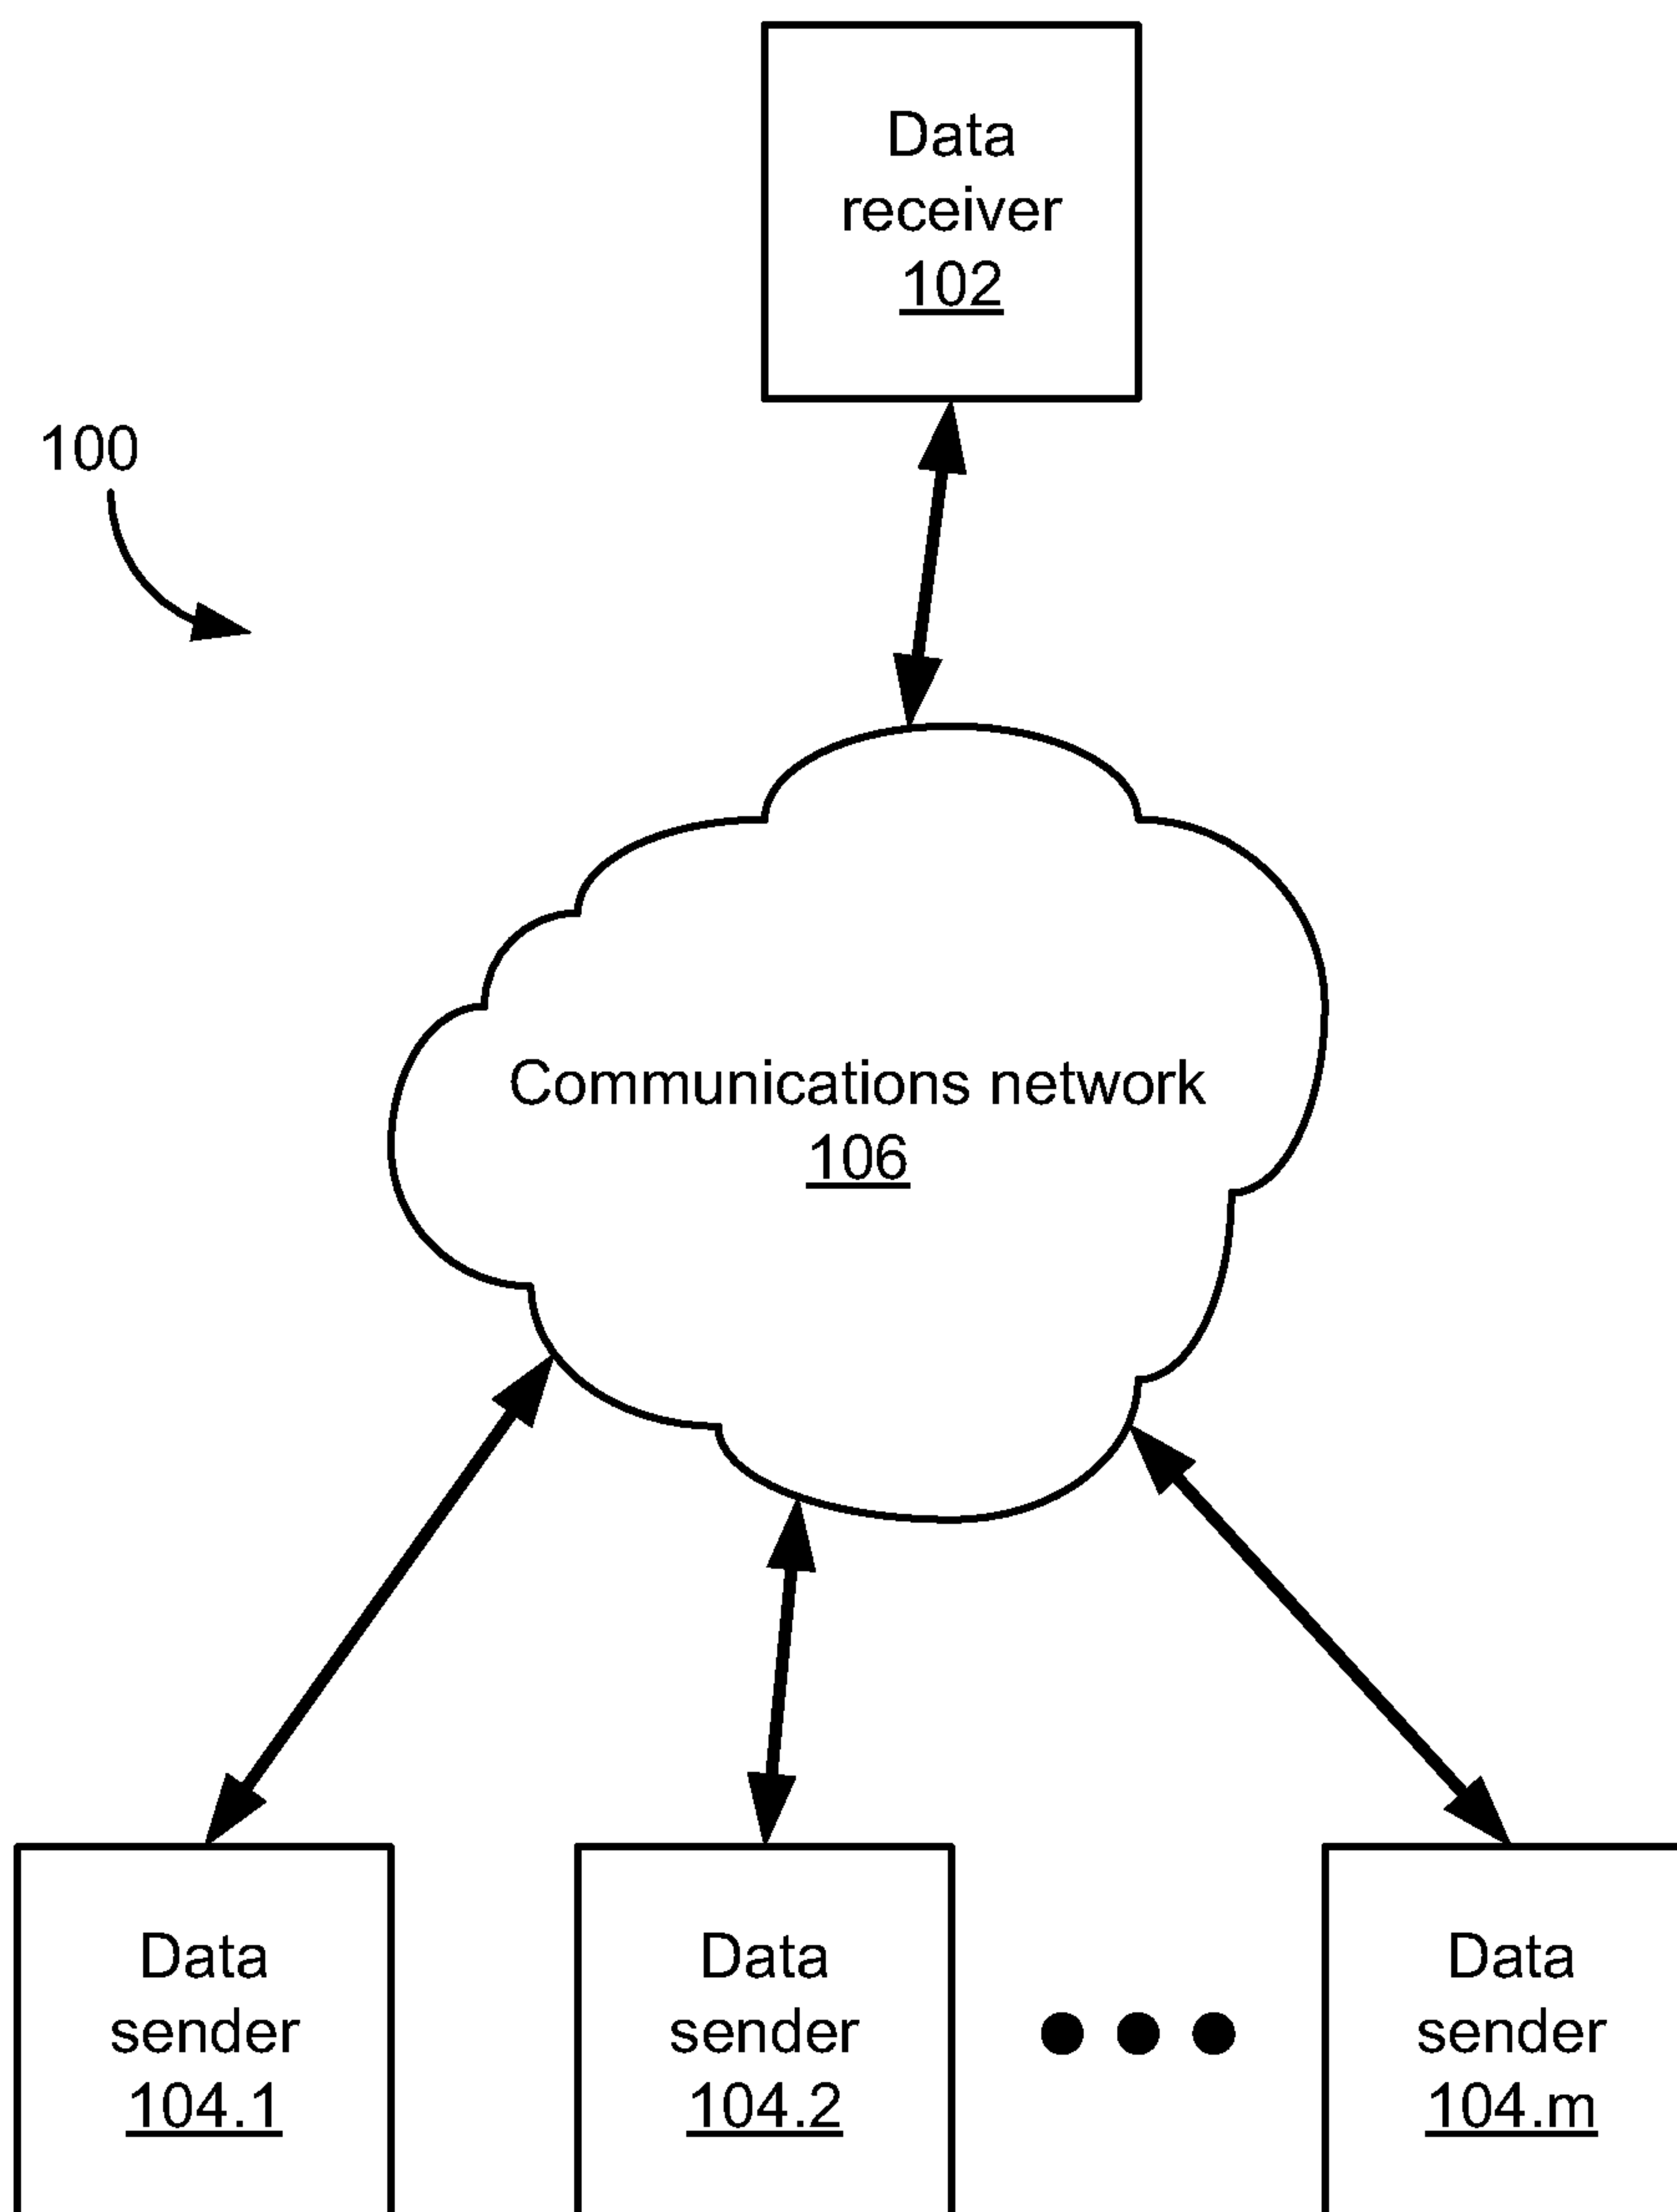 Data
receiver
102
100
Communications network
106
Data
sender
104.1
Data
sender
104.2
Data
sender
104.m